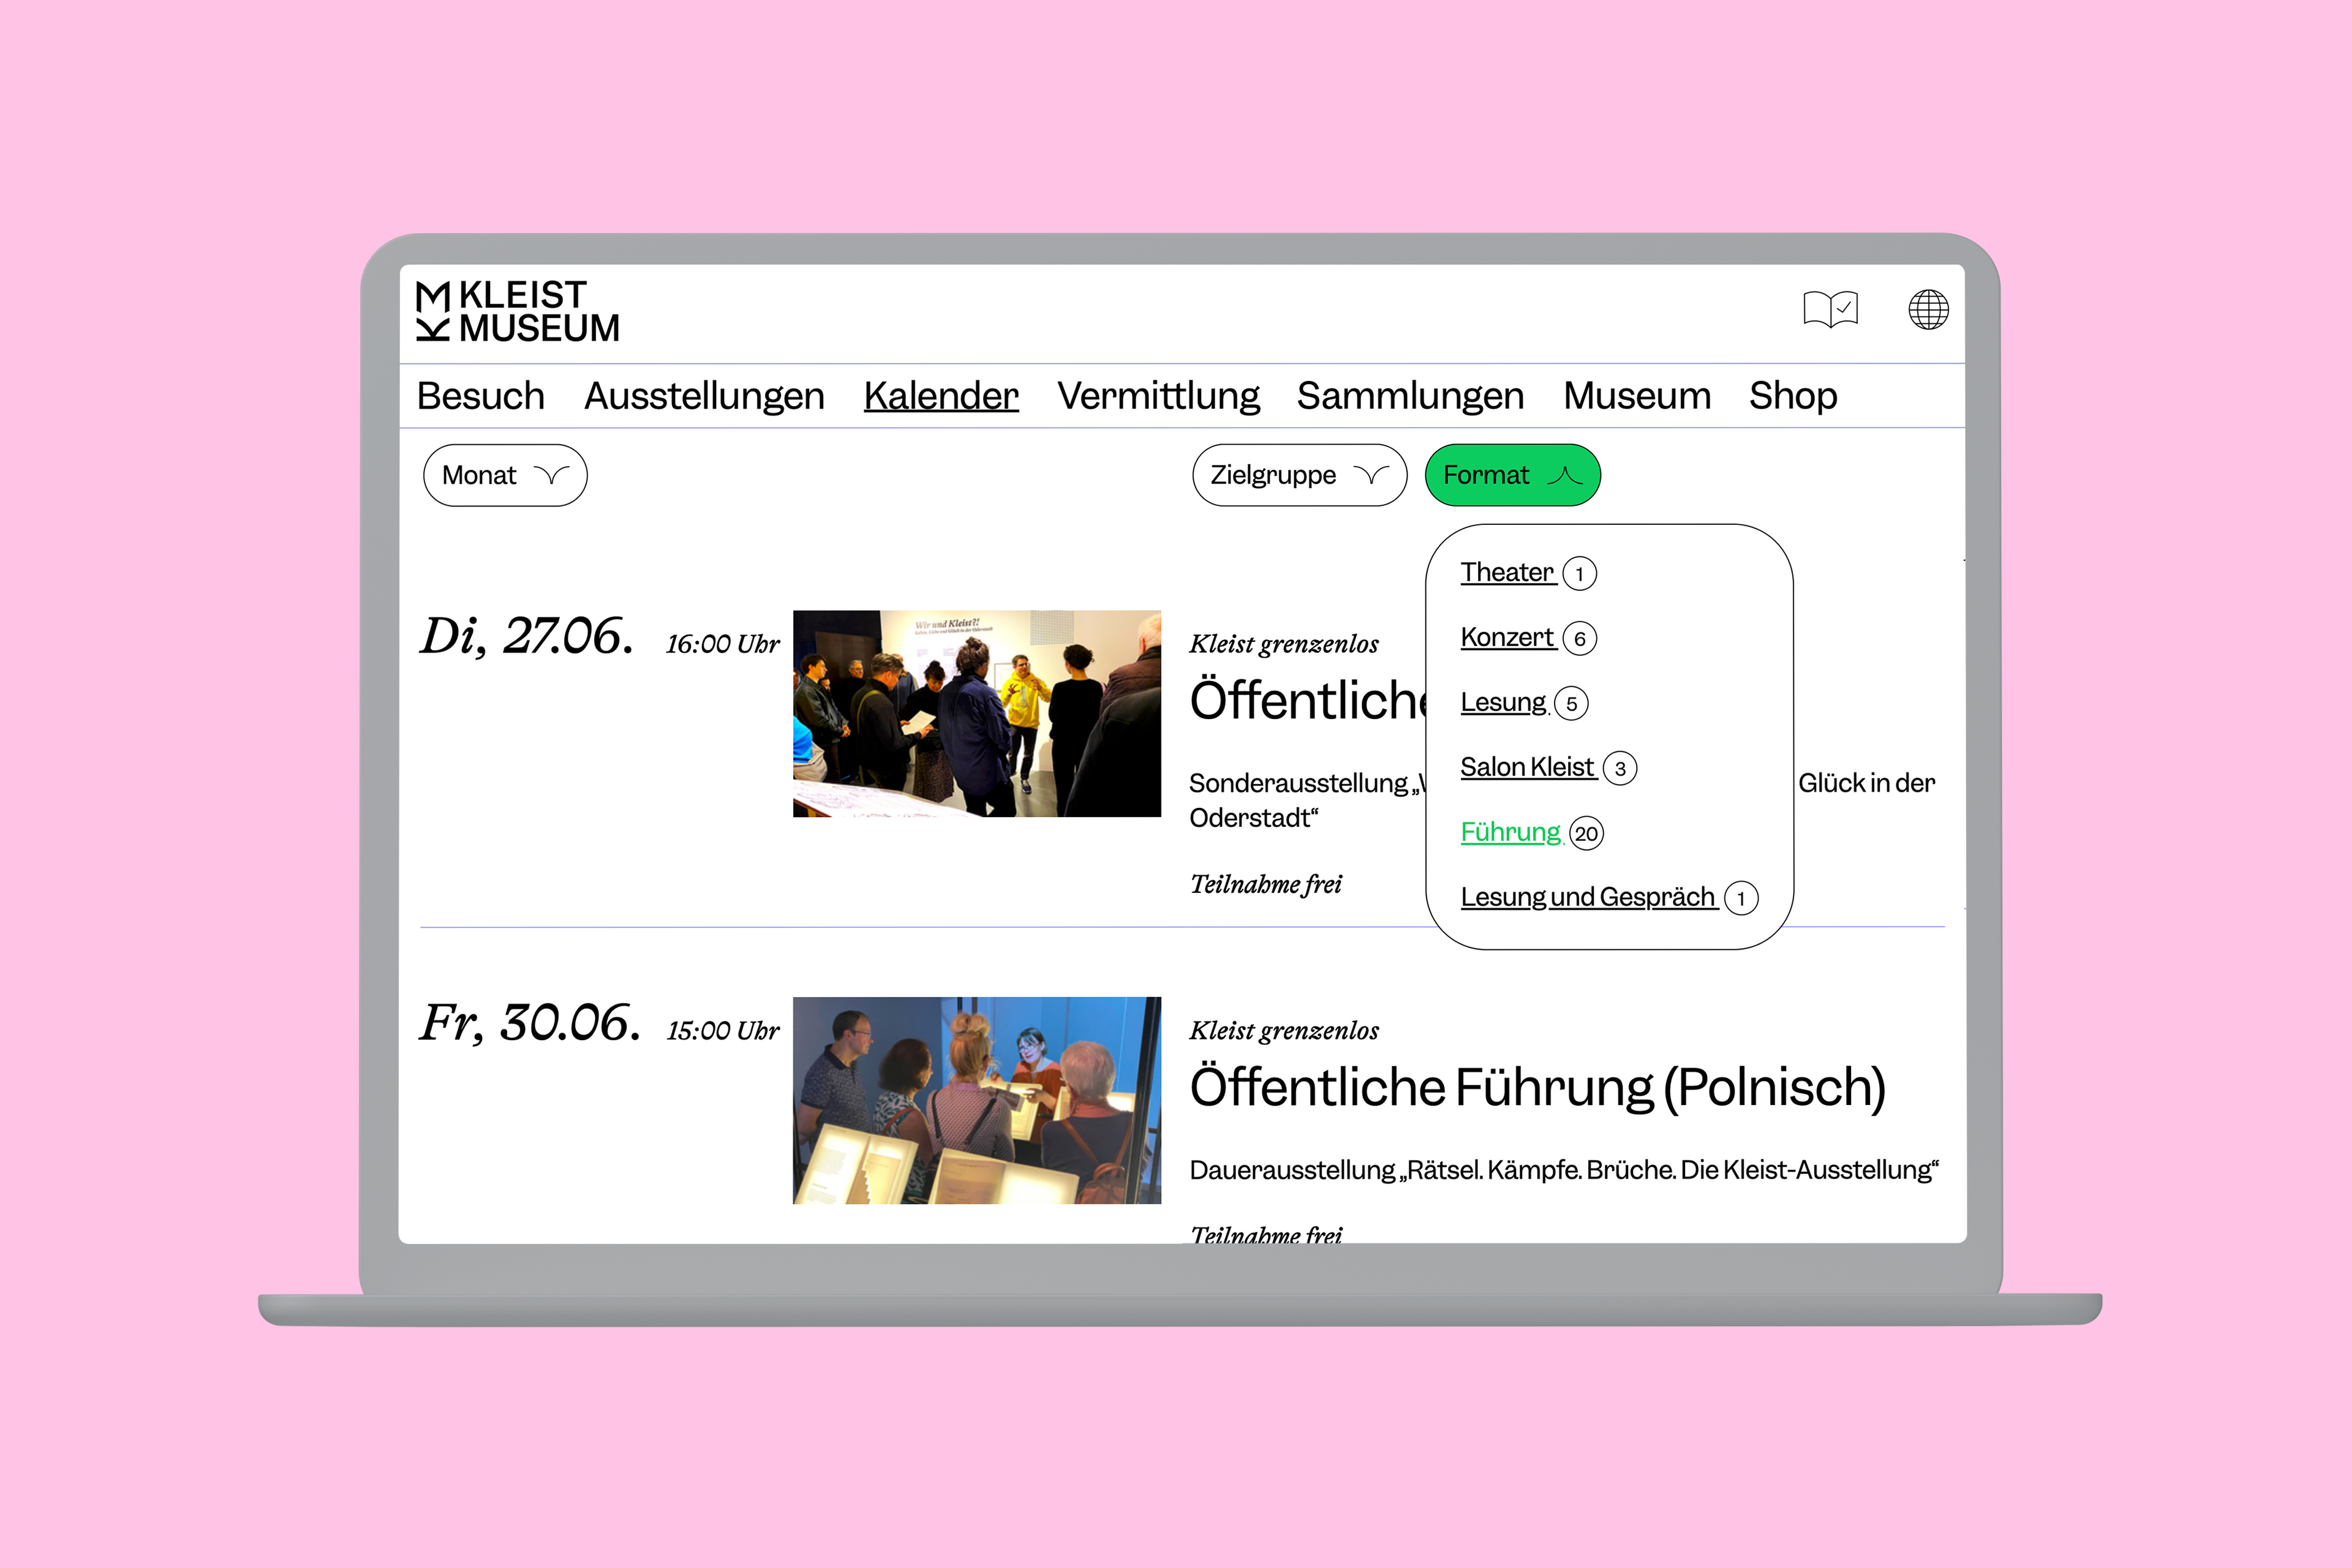 KLEIST
MUSEUM
Besuch Ausstellungen Kalender Vermittlung Sammlungen Museum Shop
Monat Zielgruppe Format
Theater 1
Konzert 6
Lesung 5
Salon Kleist 3
Führung 20
Lesung und Gespräch 1
Di, 27.06. 16:00 Uhr
Wir und Kleist?!
Kleist grenzenlos
Öffentliche
Sonderausstellung „W Glück in der
Oderstadt“
Teilnahme frei
Fr, 30.06. 15:00 Uhr
Kleist grenzenlos
Öffentliche Führung (Polnisch)
Dauerausstellung „Rätsel. Kämpfe. Brüche. Die Kleist-Ausstellung“
Teilnahme frei